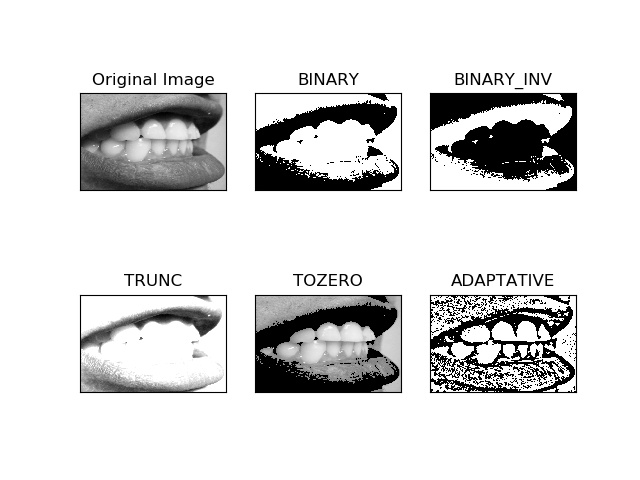 Original Image
BINARY
BINARY_INV
TRUNC
TOZERO
ADAPTATIVE